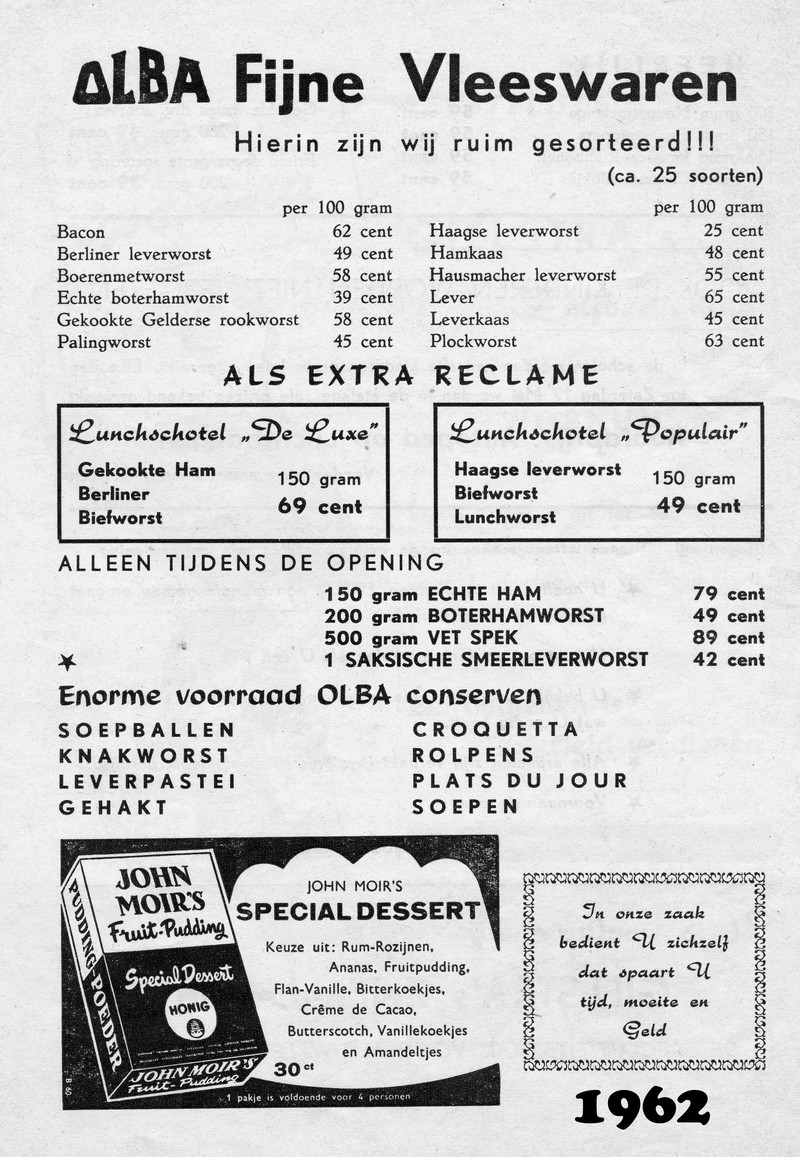 OLBA Fijne Vleeswaren
Hierin zijn wij ruim gesorteerd!!!
(ca. 25 soorten)
per 100 gram
Bacon 62 cent
Berliner leverworst 49 cent
Boerenmetworst 58 cent
Echte boterhamworst 39 cent
Gekookte Gelderse rookworst 58 cent
Palingworst 45 cent
per 100 gram
Haagse leverworst 25 cent
Hamkaas 48 cent
Hausmacher leverworst 55 cent
Lever 65 cent
Leverkaas 45 cent
Plockworst 63 cent
ALS EXTRA RECLAME
Lunchschotel „De Luxe”
Gekookte Ham
Berliner
Biefworst
150 gram
69 cent
Lunchschotel „Populair”
Haagse leverworst
Biefworst
Lunchworst
150 gram
49 cent
ALLEEN TIJDENS DE OPENING
150 gram ECHTE HAM 79 cent
200 gram BOTERHAMWORST 49 cent
500 gram VET SPEK 89 cent
1 SAKSISCHE SMEERLEVERWORST 42 cent
Enorme voorraad OLBA conserven
SOEPBALLEN
KNAKWORST
LEVERPASTEI
GEHAKT
CROQUETTA
ROLPENS
PLATS DU JOUR
SOEPEN
JOHN
MOIR'S
Fruit-Pudding
Special Dessert
HONIG
PUDDING-POEDER
JOHN MOIR'S
Fruit-Pudding
B 60
JOHN MOIR'S
SPECIAL DESSERT
Keuze uit: Rum-Rozijnen,
Ananas, Fruitpudding,
Flan-Vanille, Bitterkoekjes,
Crême de Cacao,
Butterscotch, Vanillekoekjes
en Amandeltjes
30 ct
1 pakje is voldoende voor 4 personen
In onze zaak
bedient U zichzelf
dat spaart U
tijd, moeite en
Geld
1962